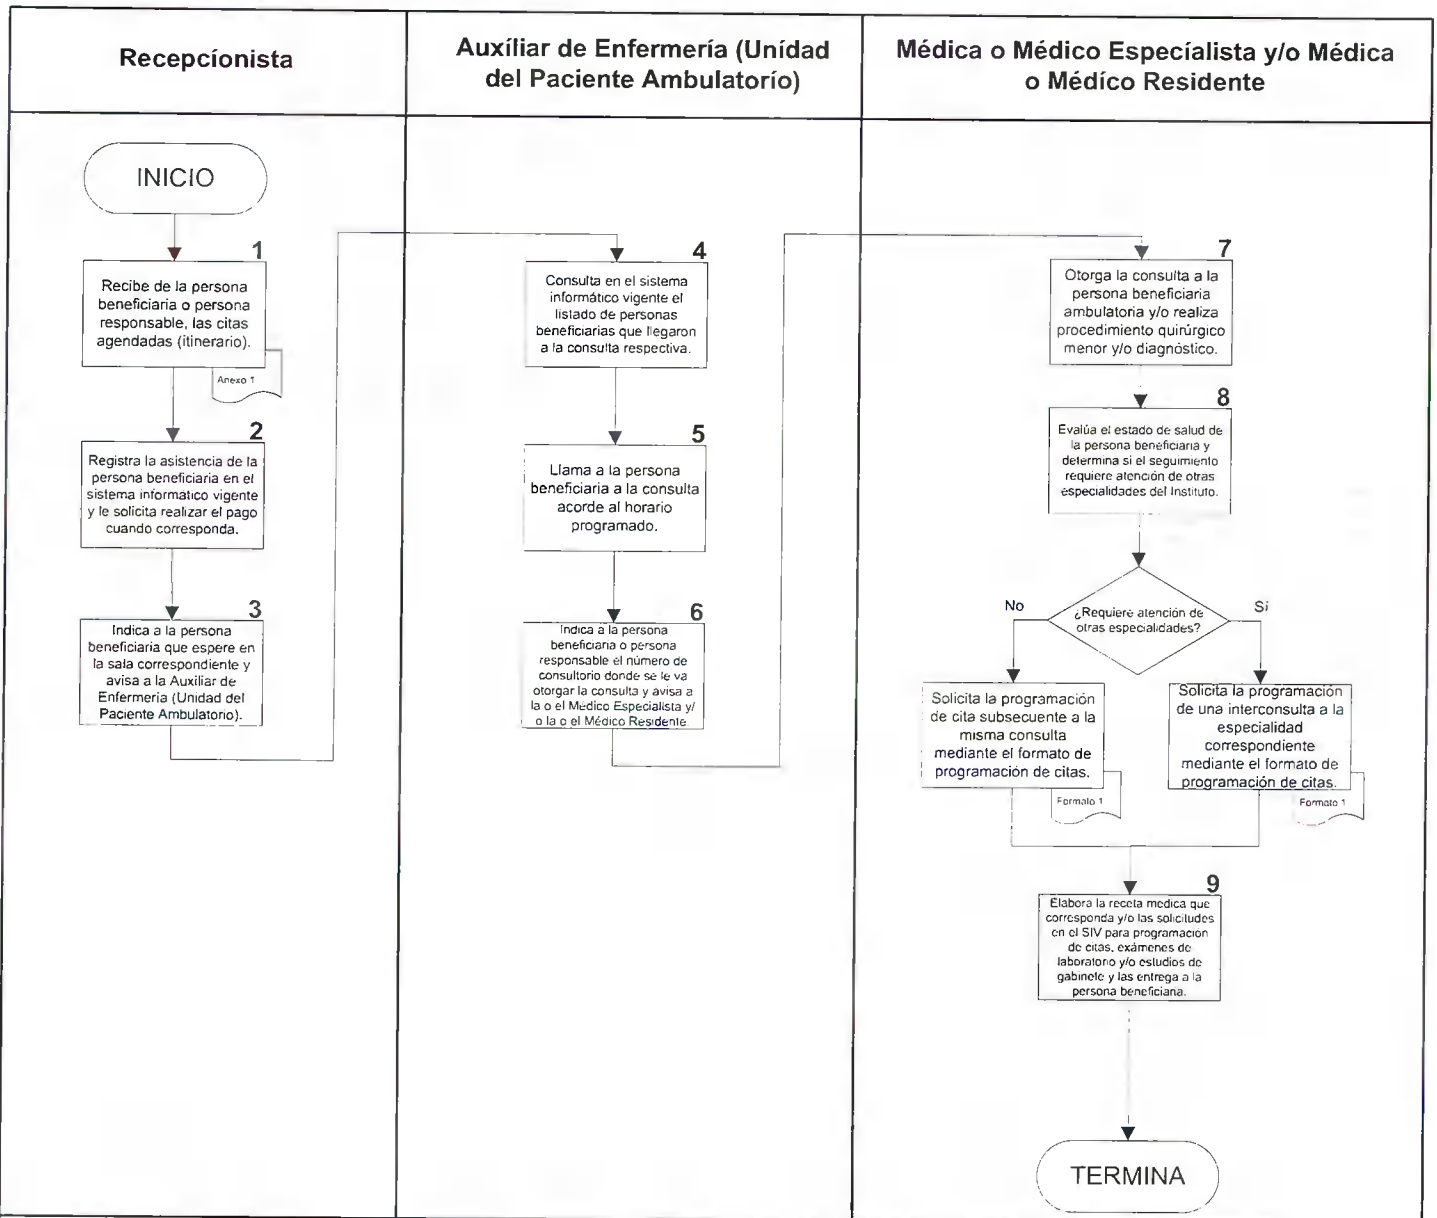 Recepcionista
Auxiliar de Enfermería (Unidad
del Paciente Ambulatorio)
Médica o Médico Especialista y/o Médica
o Médico Residente
INICIO
1
Recibe de la persona
beneficiaria o persona
responsable, las citas
agendadas (itinerario).
Anexo 1
2
Registra la asistencia de la
persona beneficiaria en el
sistema informático vigente
y le solicita realizar el pago
cuando corresponda.
3
Indica a la persona
beneficiaria que espere en
la sala correspondiente y
avisa a la Auxiliar de
Enfermería (Unidad del
Paciente Ambulatorio).
4
Consulta en el sistema
informático vigente el
listado de personas
beneficiarias que llegaron
a la consulta respectiva.
5
Llama a la persona
beneficiaria a la consulta
acorde al horario
programado.
6
Indica a la persona
beneficiaria o persona
responsable el número de
consultorio donde se le va
otorgar la consulta y avisa a
la o el Médico Especialista y/
o la o el Médico Residente.
7
Otorga la consulta a la
persona beneficiaria
ambulatoria y/o realiza
procedimiento quirúrgico
menor y/o diagnóstico.
8
Evalúa el estado de salud de
la persona beneficiaria y
determina si el seguimiento
requiere atención de otras
especialidades del Instituto.
¿Requiere atención de
otras especialidades?
No
Si
Solicita la programación
de cita subsecuente a la
misma consulta
mediante el formato de
programación de citas.
Formato 1
Solicita la programación
de una interconsulta a la
especialidad
correspondiente
mediante el formato de
programación de citas.
Formato 1
9
Elabora la receta medica que
corresponda y/o las solicitudes
en el SIV para programación
de citas, exámenes de
laboratorio y/o estudios de
gabinete y las entrega a la
persona beneficiaria.
TERMINA